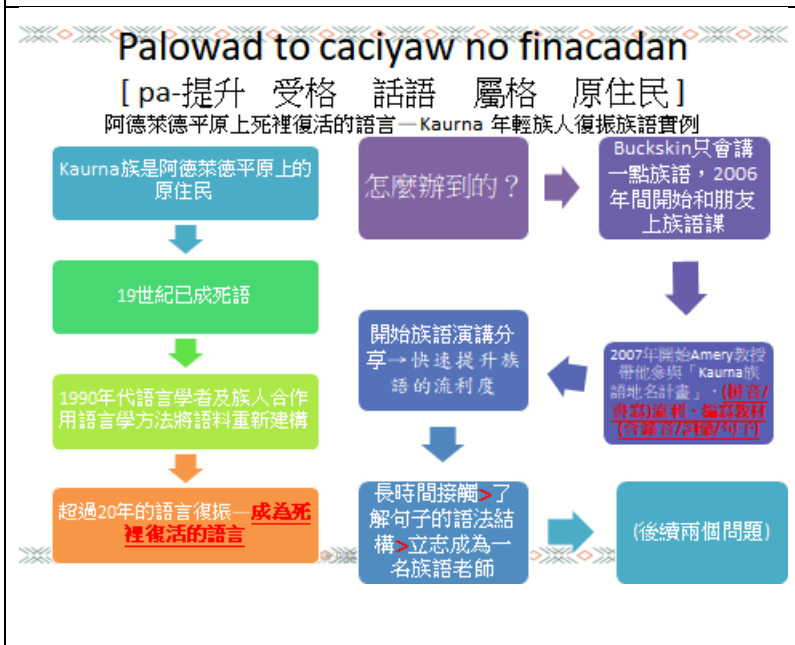 Palowad to caciyaw no finacadan
[ pa-提升 受格 話語 屬格 原住民 ]
阿德萊德平原上死裡復活的語言—Kaurna 年輕族人復振族語實例
Kaurna族是阿德萊德平原上的
原住民
19世紀已成死語
1990年代語言學者及族人合作
用語言學方法將語料重新建構
超過20年的語言復振—成為死
裡復活的語言
怎麼辦到的？
Buckskin只會講
一點族語，2006
年間開始和朋友
上族語課
2007年開始Amery教授
帶他參與「Kaurna族
語地名計畫」、(拼音/
書寫)流利、編寫教材
(含錄音/詞彙/句子)
開始族語演講分
享→快速提升族
語的流利度
長時間接觸>了
解句子的語法結
構>立志成為一
名族語老師
(後續兩個問題)